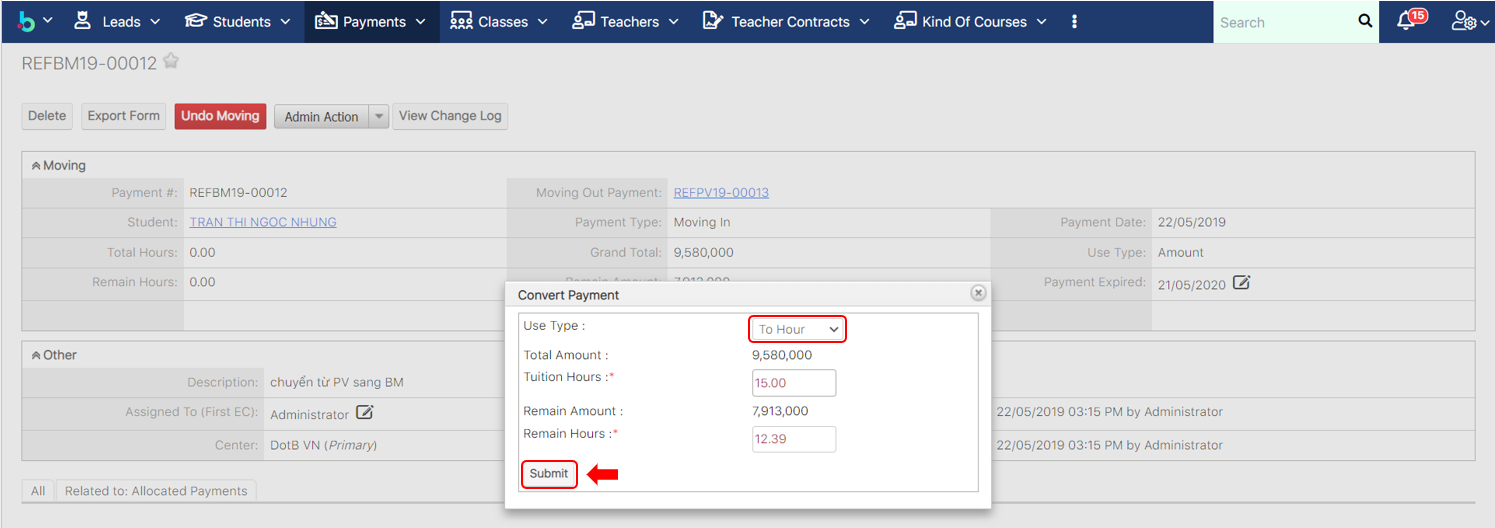 Leads Students Payments Classes Teachers Teacher Contracts Kind Of Courses Search 15
REFBM19-00012
Delete Export Form Undo Moving Admin Action View Change Log
Moving
Payment #: REFBM19-00012 Moving Out Payment: REFPV19-00013
Student: TRAN THI NGOC NHUNG Payment Type: Moving In Payment Date: 22/05/2019
Total Hours: 0.00 Grand Total: 9,580,000 Use Type: Amount
Remain Hours: 0.00 Remain Amount: 7,913,000 Payment Expired: 21/05/2020
Convert Payment
Use Type : To Hour
Total Amount : 9,580,000
Tuition Hours :* 15.00
Remain Amount : 7,913,000
Remain Hours :* 12.39
Submit
Other
Description: chuyển từ PV sang BM
Assigned To (First EC): Administrator 22/05/2019 03:15 PM by Administrator
Center: DotB VN (Primary) 22/05/2019 03:15 PM by Administrator
All Related to: Allocated Payments